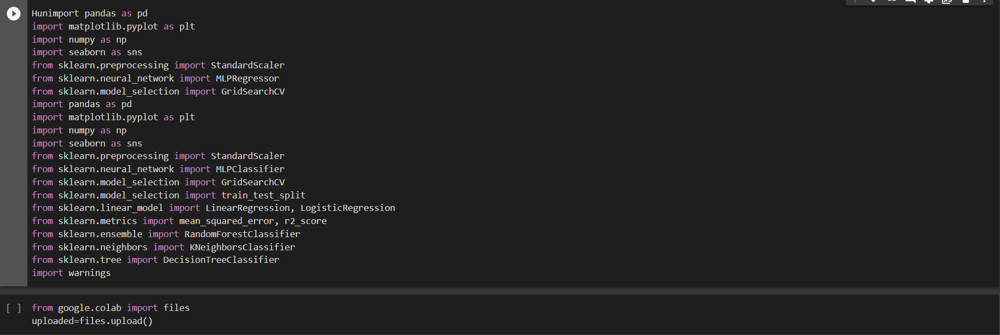 Hunimport pandas as pd
import matplotlib.pyplot as plt
import numpy as np
import seaborn as sns
from sklearn.preprocessing import StandardScaler
from sklearn.neural_network import MLPRegressor
from sklearn.model_selection import GridSearchCV
import pandas as pd
import matplotlib.pyplot as plt
import numpy as np
import seaborn as sns
from sklearn.preprocessing import StandardScaler
from sklearn.neural_network import MLPClassifier
from sklearn.model_selection import GridSearchCV
from sklearn.model_selection import train_test_split
from sklearn.linear_model import LinearRegression, LogisticRegression
from sklearn.metrics import mean_squared_error, r2_score
from sklearn.ensemble import RandomForestClassifier
from sklearn.neighbors import KNeighborsClassifier
from sklearn.tree import DecisionTreeClassifier
import warnings
[ ] from google.colab import files
uploaded=files.upload()